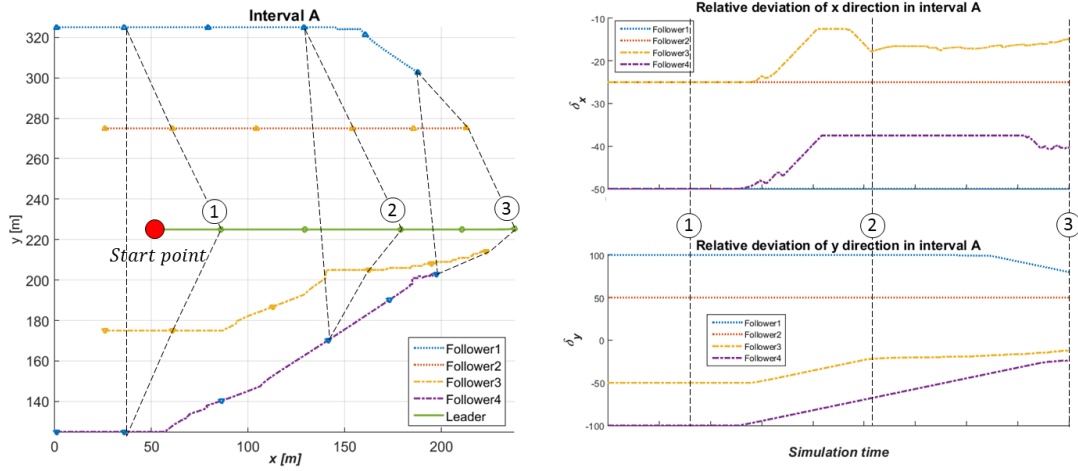 Interval A
320
300
280
260
240
220
200
180
160
140
y [m]
1
2
3
Start point
Follower1
Follower2
Follower3
Follower4
Leader
0
50
100
150
200
x [m]
Relative deviation of x direction in interval A
-10
-20
-30
-40
-50
δx
Follower1
Follower2
Follower3
Follower4
1
2
3
Relative deviation of y direction in interval A
100
50
0
-50
-100
δy
Follower1
Follower2
Follower3
Follower4
Simulation time